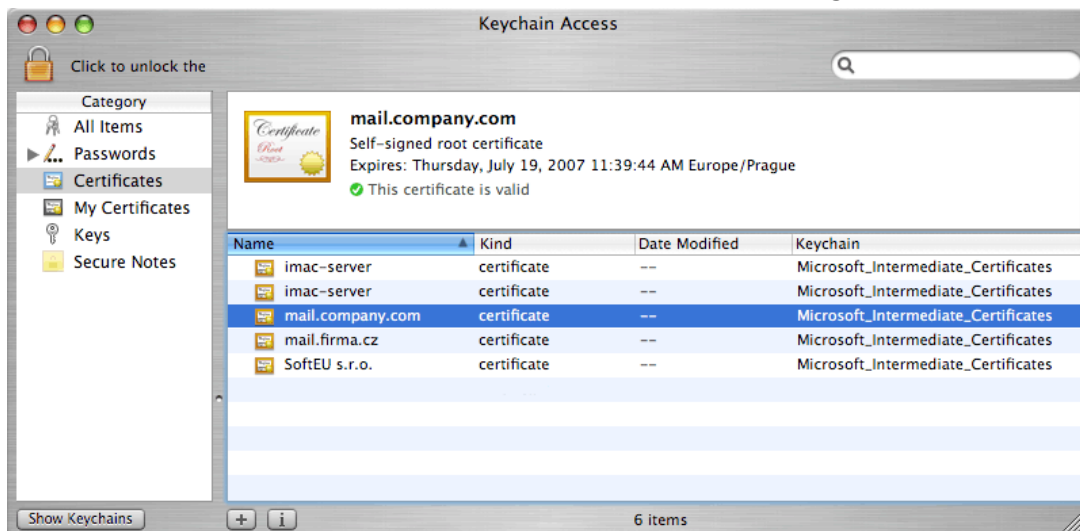 Keychain Access
Click to unlock the
Category
All Items
Passwords
Certificates
My Certificates
Keys
Secure Notes
Certificate
Root
mail.company.com
Self-signed root certificate
Expires: Thursday, July 19, 2007 11:39:44 AM Europe/Prague
This certificate is valid
Name Kind Date Modified Keychain
imac-server certificate -- Microsoft_Intermediate_Certificates
imac-server certificate -- Microsoft_Intermediate_Certificates
mail.company.com certificate -- Microsoft_Intermediate_Certificates
mail.firma.cz certificate -- Microsoft_Intermediate_Certificates
SoftEU s.r.o. certificate -- Microsoft_Intermediate_Certificates
Show Keychains + i 6 items